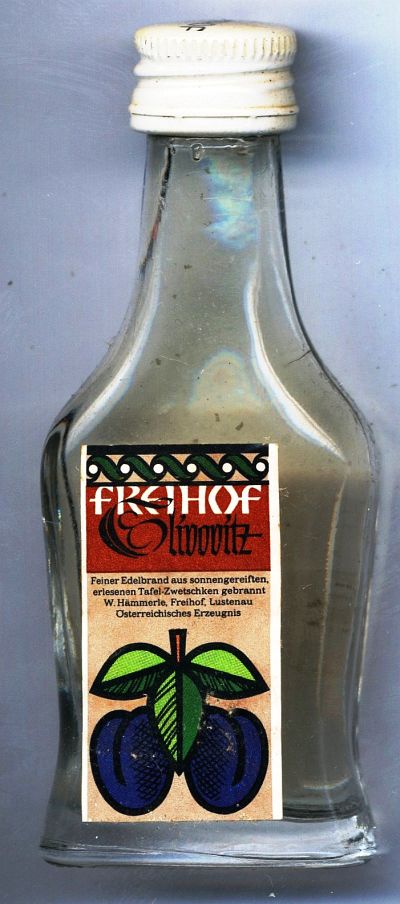 FREIHOF
Slivovitz
Feiner Edelbrand aus sonnengereiften,
erlesenen Tafel-Zwetschken gebrannt
W. Hämmerle, Freihof, Lustenau
Österreichisches Erzeugnis